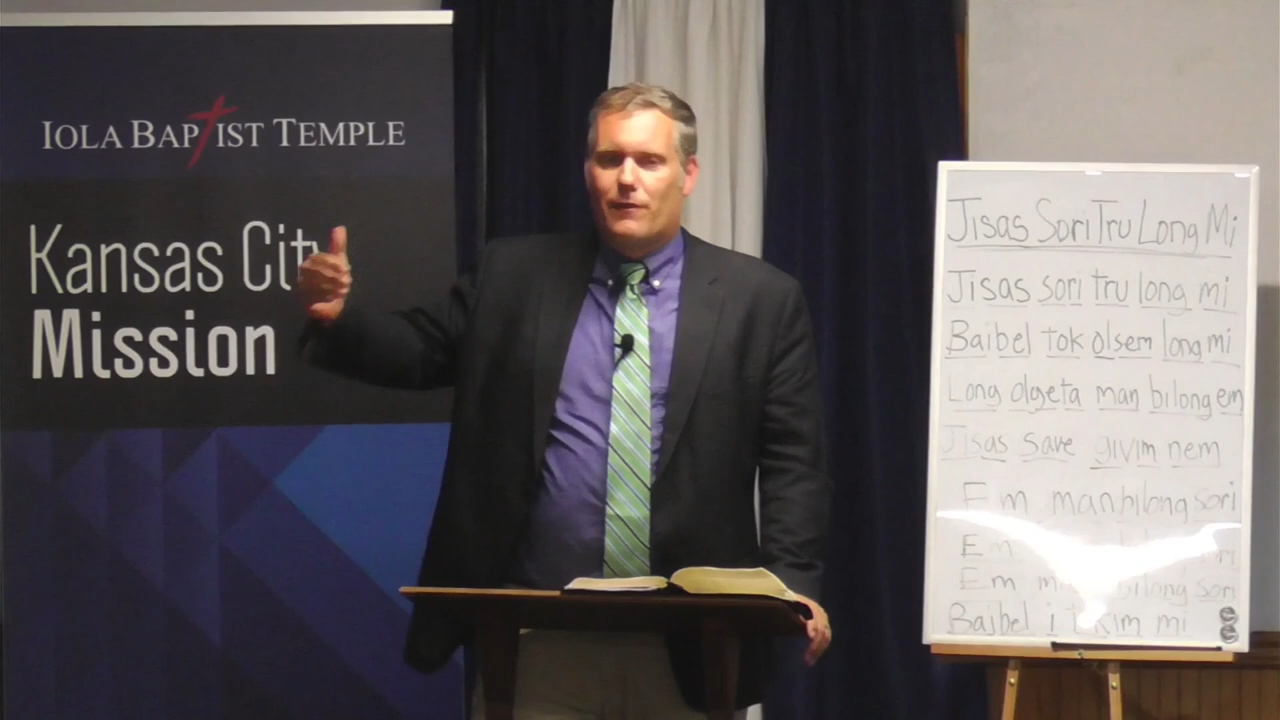 IOLA BAPTIST TEMPLE
Kansas City
Mission
Jisas Sori Tru Long Mi
Jisas sori tru long mi
Baibel tok olsem long mi
Long olgeta man bilong em
Jisas save givim nem
Em man bilong sori
Em
Em bilong sori
Baibel i mi